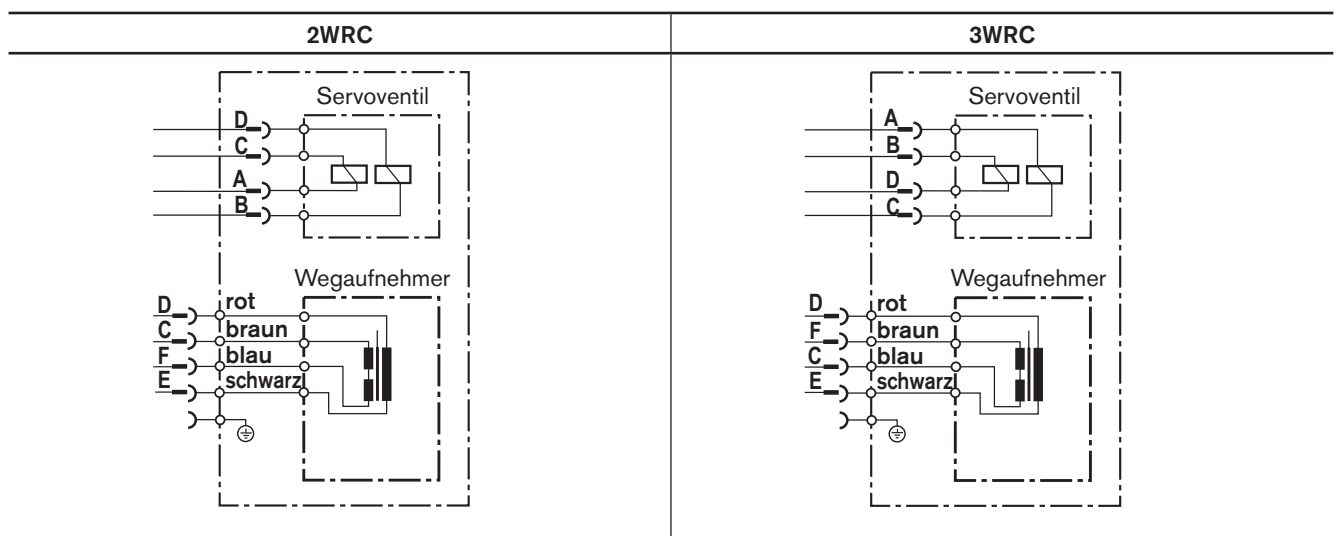 2WRC
3WRC
Servoventil
D
C
A
B
Wegaufnehmer
D rot
C braun
F blau
E schwarz
Servoventil
A
B
D
C
Wegaufnehmer
D rot
F braun
C blau
E schwarz